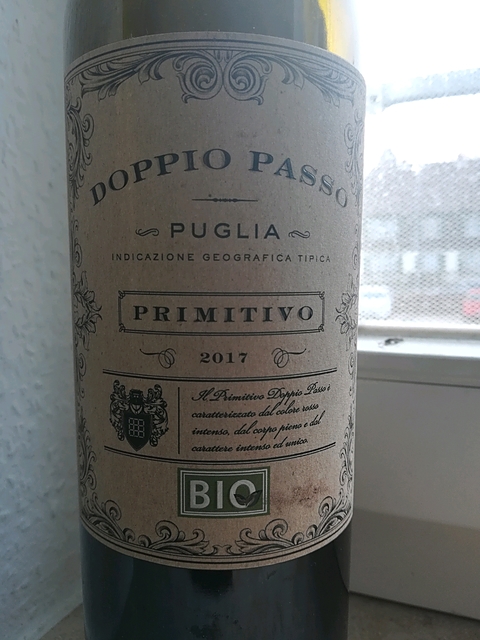 DOPPIO PASSO
PUGLIA
INDICAZIONE GEOGRAFICA TIPICA
PRIMITIVO
2017
Il Primitivo Doppio Passo è
caratterizzato dal colore rosso
intenso, dal corpo pieno e dal
carattere intenso ed unico.
BIO